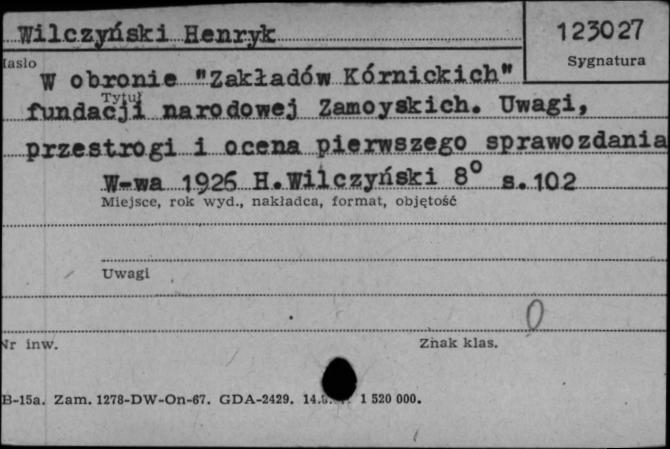 Wilczyński Henryk
123027
Sygnatura
Hasło
W obronie "Zakładów Kórnickich"
Tytuł
fundacji narodowej Zamoyskich. Uwagi,
przestrogi i ocena pierwszego sprawozdania
W-wa 1926 H.Wilczyński 8° s.102
Miejsce, rok wyd., nakładca, format, objętość
Uwagi
0
Nr inw.
Znak klas.
B-15a. Zam. 1278-DW-On-67. GDA-2429. 1 520 000.